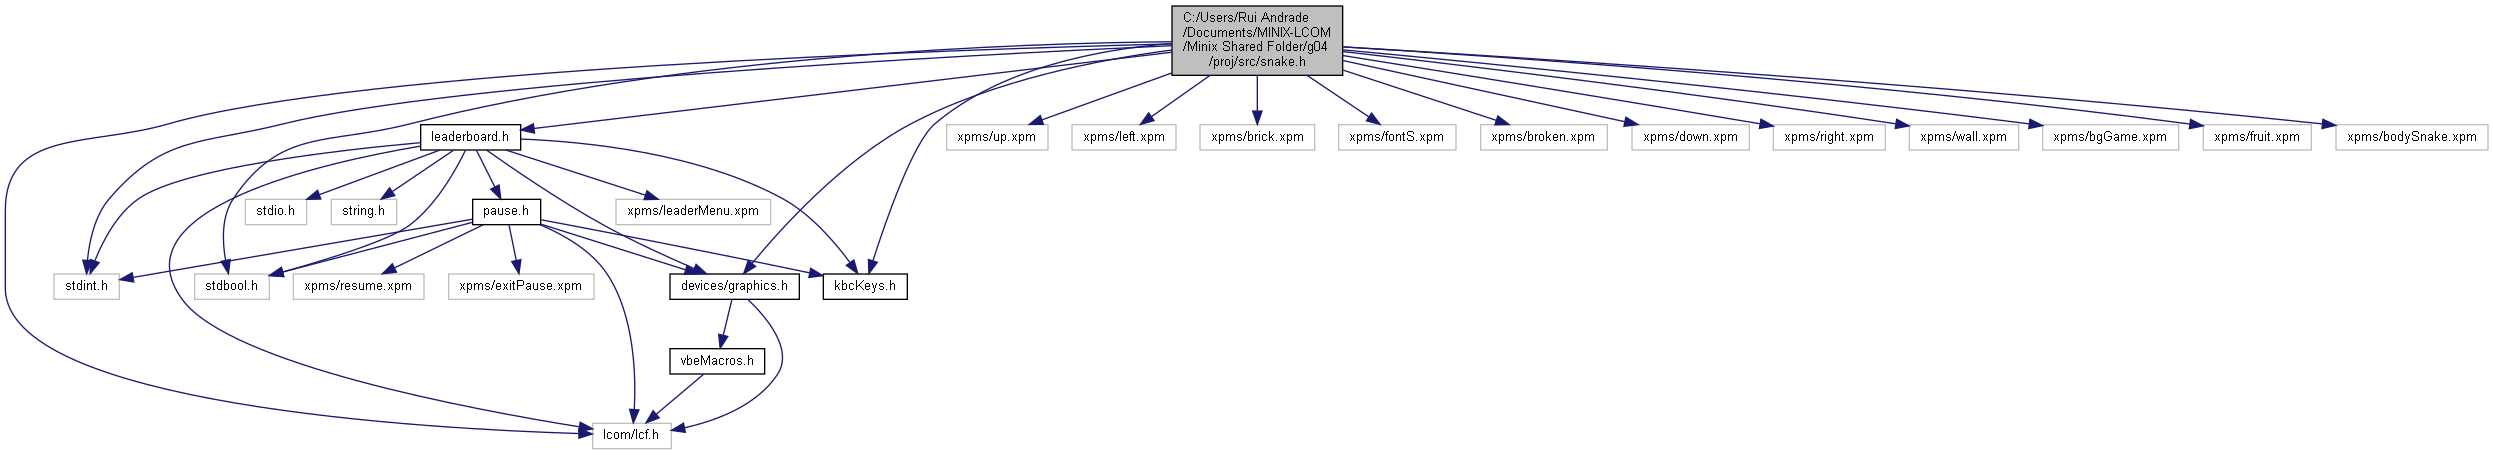 C:/Users/Rui Andrade
/Documents/MINIX-LCOM
/Minix Shared Folder/g04
/proj/src/snake.h
leaderboard.h
xpms/up.xpm
xpms/left.xpm
xpms/brick.xpm
xpms/fontS.xpm
xpms/broken.xpm
xpms/down.xpm
xpms/right.xpm
xpms/wall.xpm
xpms/bgGame.xpm
xpms/fruit.xpm
xpms/bodySnake.xpm
stdio.h
string.h
pause.h
xpms/leaderMenu.xpm
stdint.h
stdbool.h
xpms/resume.xpm
xpms/exitPause.xpm
devices/graphics.h
kbcKeys.h
vbeMacros.h
lcom/lcf.h